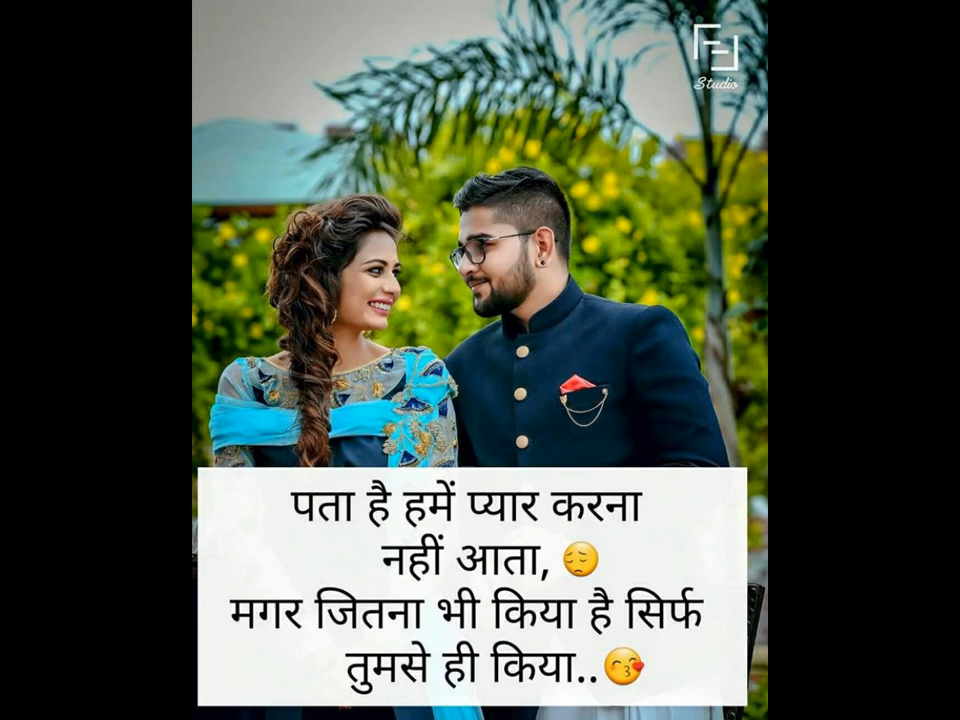 Studio
पता है हमें प्यार करना
नहीं आता, 😔
मगर जितना भी किया है सिर्फ
तुमसे ही किया..😙